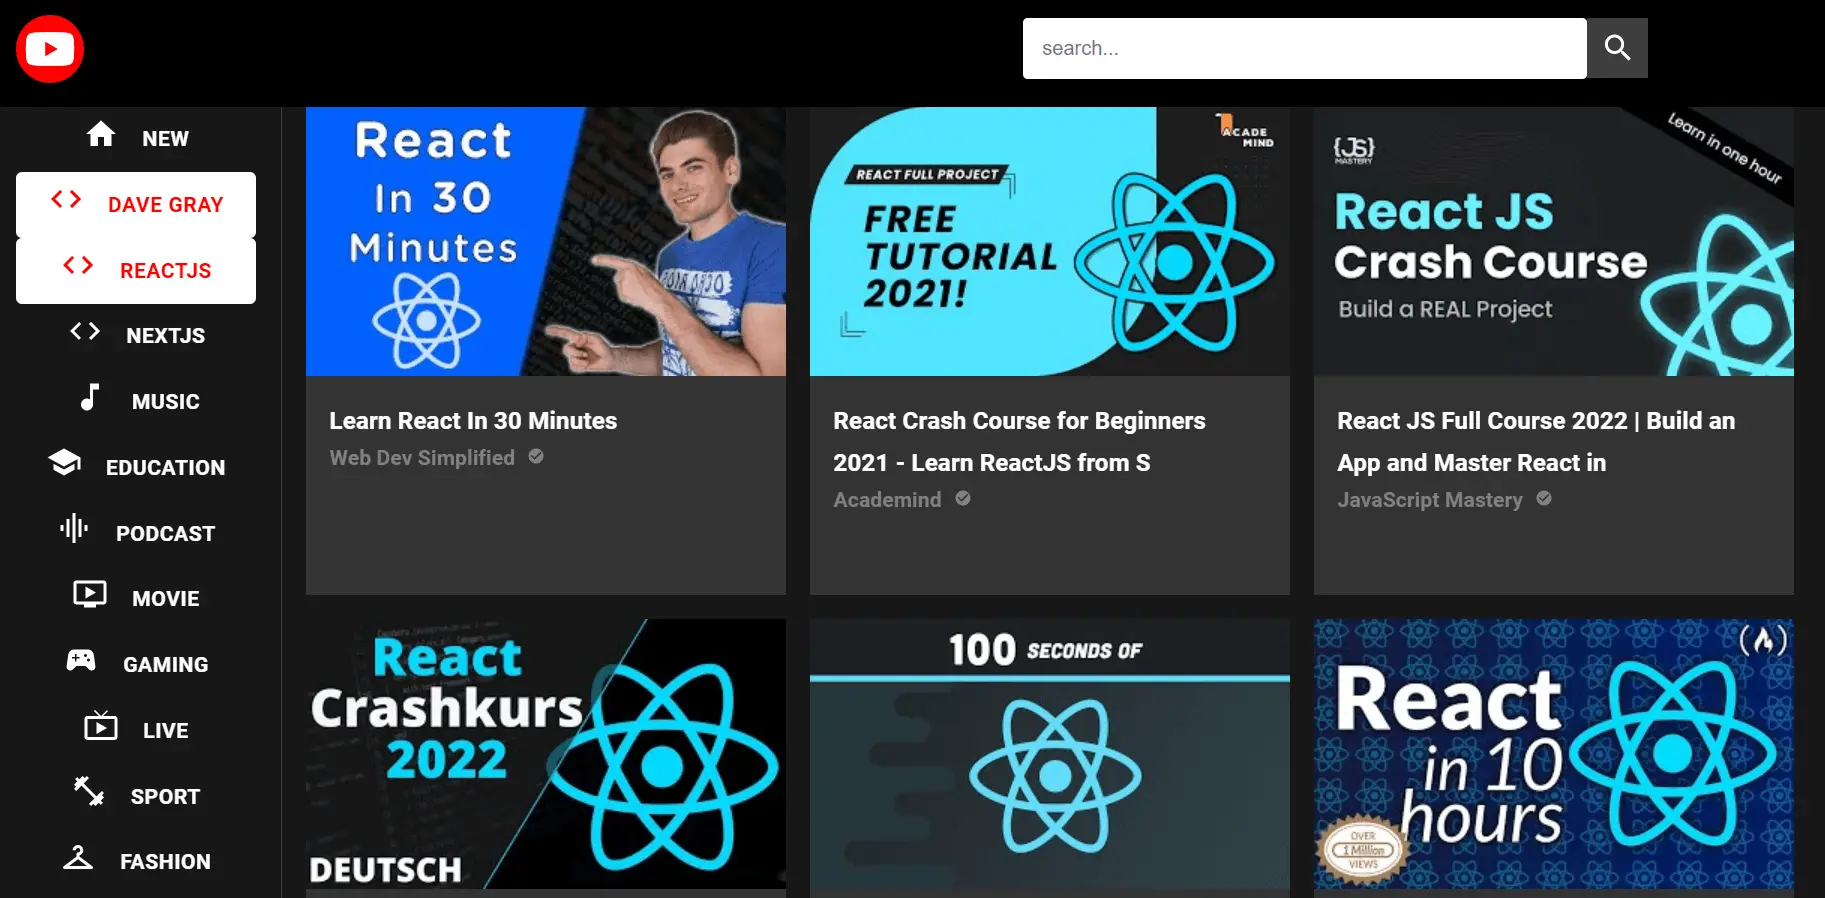 search...
NEW
DAVE GRAY
REACTJS
NEXTJS
MUSIC
EDUCATION
PODCAST
MOVIE
GAMING
LIVE
SPORT
FASHION
React
In 30
Minutes
Learn React In 30 Minutes
Web Dev Simplified
ACADE
MIND
REACT FULL PROJECT
FREE
TUTORIAL
2021!
React Crash Course for Beginners
2021 - Learn ReactJS from S
Academind
{JS}
MASTERY
Learn in one hour
React JS
Crash Course
Build a REAL Project
React JS Full Course 2022 | Build an
App and Master React in
JavaScript Mastery
React
Crashkurs
2022
DEUTSCH
100 SECONDS OF
React
in 10
hours
OVER
1 Million
VIEWS